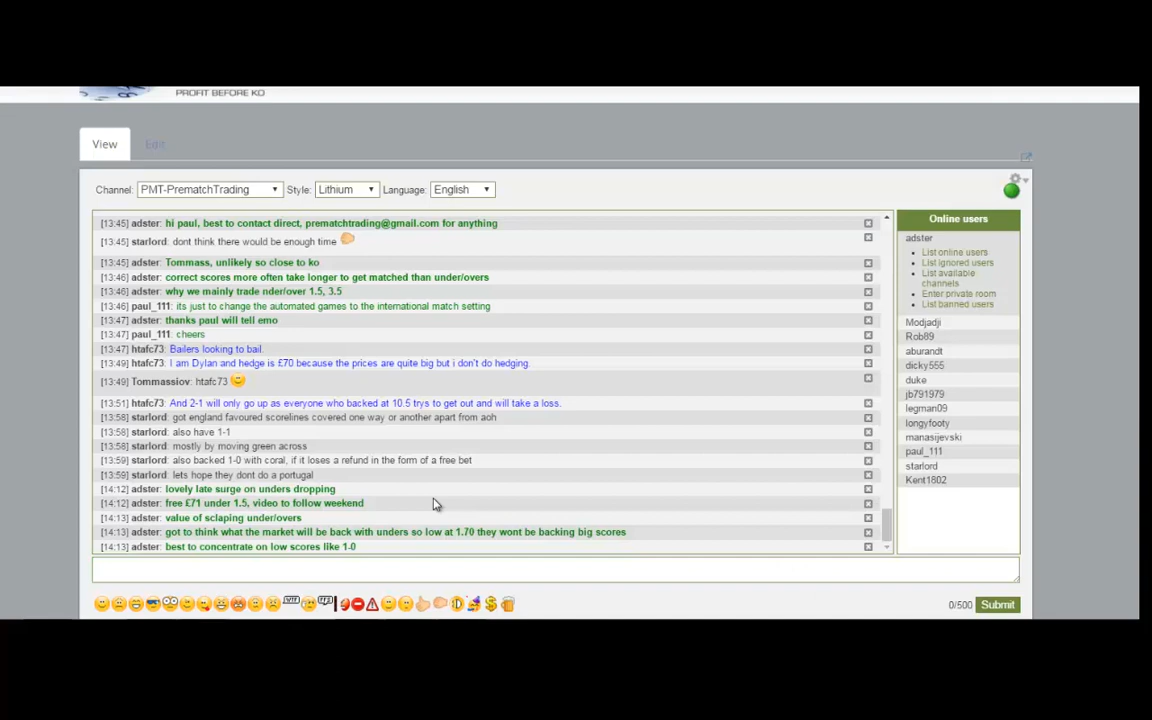 PROFIT BEFORE KO
View
Edit
Channel: PMT-PrematchTrading Style: Lithium Language: English
[13:45] adster: hi paul, best to contact direct, prematchtrading@gmail.com for anything
[13:45] starlord: dont think there would be enough time
[13:45] adster: Tommass, unlikely so close to ko
[13:46] adster: correct scores more often take longer to get matched than under/overs
[13:46] adster: why we mainly trade nder/over 1.5, 3.5
[13:46] paul_111: its just to change the automated games to the international match setting
[13:47] adster: thanks paul will tell emo
[13:47] paul_111: cheers
[13:47] htafc73: Bailers looking to bail.
[13:49] htafc73: I am Dylan and hedge is £70 because the prices are quite big but i don't do hedging.
[13:49] Tommassiov: htafc73
[13:51] htafc73: And 2-1 will only go up as everyone who backed at 10.5 trys to get out and will take a loss.
[13:58] starlord: got england favoured scorelines covered one way or another apart from aoh
[13:58] starlord: also have 1-1
[13:58] starlord: mostly by moving green across
[13:59] starlord: also backed 1-0 with coral, if it loses a refund in the form of a free bet
[13:59] starlord: lets hope they dont do a portugal
[14:12] adster: lovely late surge on unders dropping
[14:12] adster: free £71 under 1.5, video to follow weekend
[14:13] adster: value of sclaping under/overs
[14:13] adster: got to think what the market will be back with unders so low at 1.70 they wont be backing big scores
[14:13] adster: best to concentrate on low scores like 1-0
Online users
adster
List online users
List ignored users
List available
channels
Enter private room
List banned users
Modjadji
Rob89
aburandt
dicky555
duke
jb791979
legman09
longyfooty
manasijevski
paul_111
starlord
Kent1802
0/500 Submit